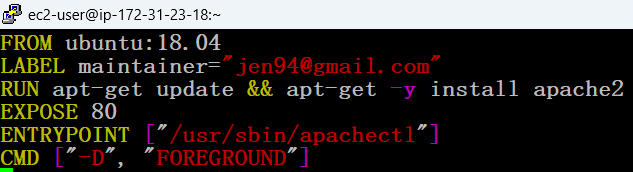 ec2-user@ip-172-31-23-18:~
FROM ubuntu:18.04
LABEL maintainer="jen94@gmail.com"
RUN apt-get update && apt-get -y install apache2
EXPOSE 80
ENTRYPOINT ["/usr/sbin/apachectl"]
CMD ["-D", "FOREGROUND"]